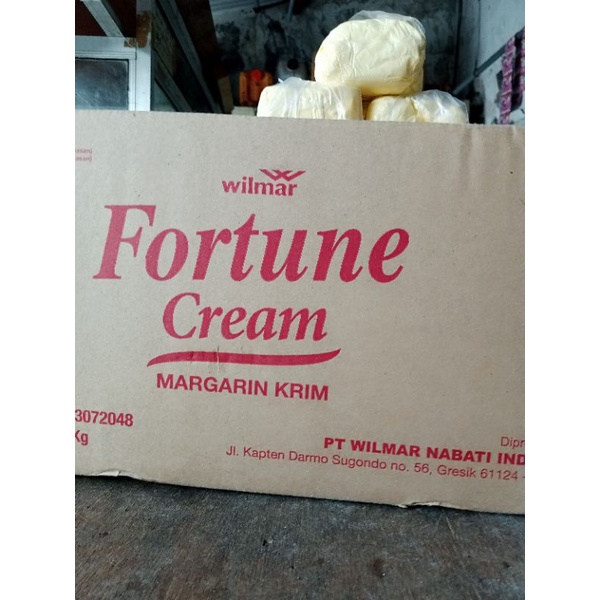 wilmar
Fortune
Cream
MARGARIN KRIM
3072048
Kg
Dipr
PT WILMAR NABATI IND
Jl. Kapten Darmo Sugondo no. 56, Gresik 61124 -